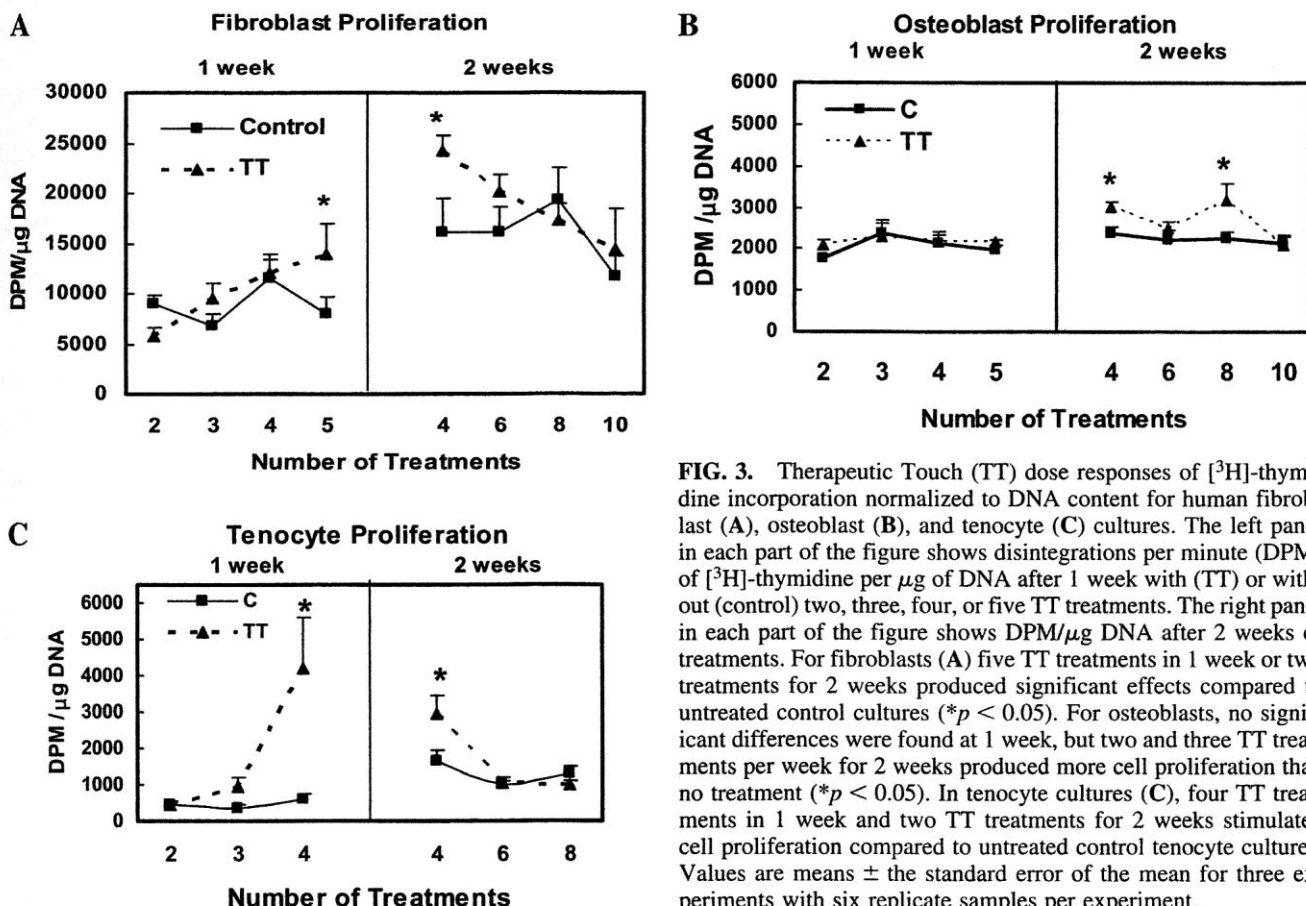 A
Fibroblast Proliferation
1 week
2 weeks
30000
25000
20000
15000
10000
5000
0
DPM/µg DNA
Control
TT
*
*
2 3 4 5 4 6 8 10
Number of Treatments
B
Osteoblast Proliferation
1 week
2 weeks
6000
5000
4000
3000
2000
1000
0
DPM /µg DNA
C
TT
*
*
2 3 4 5 4 6 8 10
Number of Treatments
C
Tenocyte Proliferation
1 week
2 weeks
6000
5000
4000
3000
2000
1000
0
DPM /µg DNA
C
TT
*
*
2 3 4 4 6 8
Number of Treatments
FIG. 3. Therapeutic Touch (TT) dose responses of [³H]-thym
dine incorporation normalized to DNA content for human fibrob
last (A), osteoblast (B), and tenocyte (C) cultures. The left pan
in each part of the figure shows disintegrations per minute (DPM
of [³H]-thymidine per µg of DNA after 1 week with (TT) or with
out (control) two, three, four, or five TT treatments. The right pan
in each part of the figure shows DPM/µg DNA after 2 weeks
treatments. For fibroblasts (A) five TT treatments in 1 week or tw
treatments for 2 weeks produced significant effects compared
untreated control cultures (*p < 0.05). For osteoblasts, no signi
icant differences were found at 1 week, but two and three TT trea
ments per week for 2 weeks produced more cell proliferation tha
no treatment (*p < 0.05). In tenocyte cultures (C), four TT trea
ments in 1 week and two TT treatments for 2 weeks stimulate
cell proliferation compared to untreated control tenocyte culture
Values are means ± the standard error of the mean for three ex
periments with six replicate samples per experiment